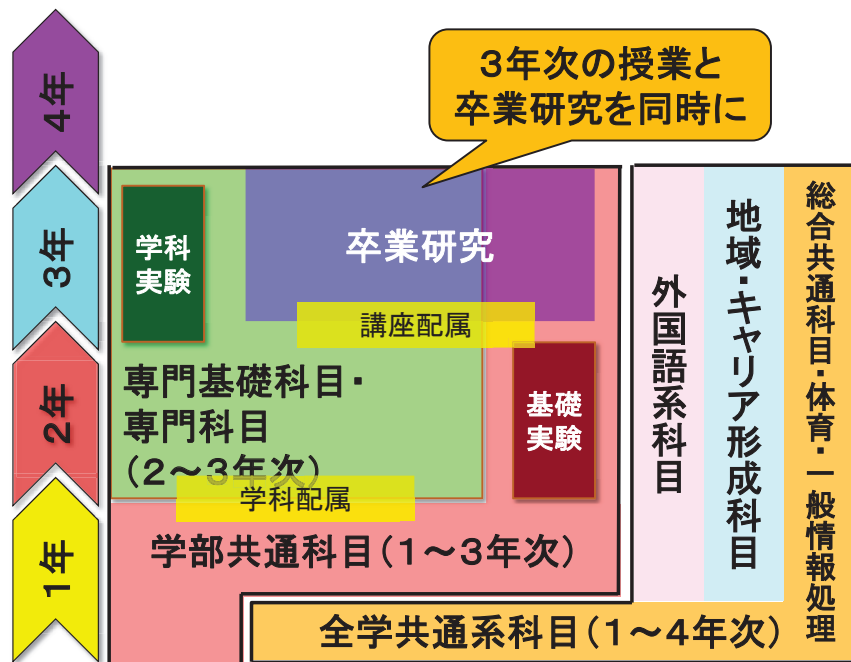 4年
3年
2年
1年
3年次の授業と
卒業研究を同時に
学科
実験
卒業研究
講座配属
専門基礎科目・
専門科目
(2~3年次)
基礎
実験
学科配属
学部共通科目(1~3年次)
全学共通系科目(1~4年次)
外国語系科目
地域・キャリア形成科目
総合共通科目・体育・一般情報処理